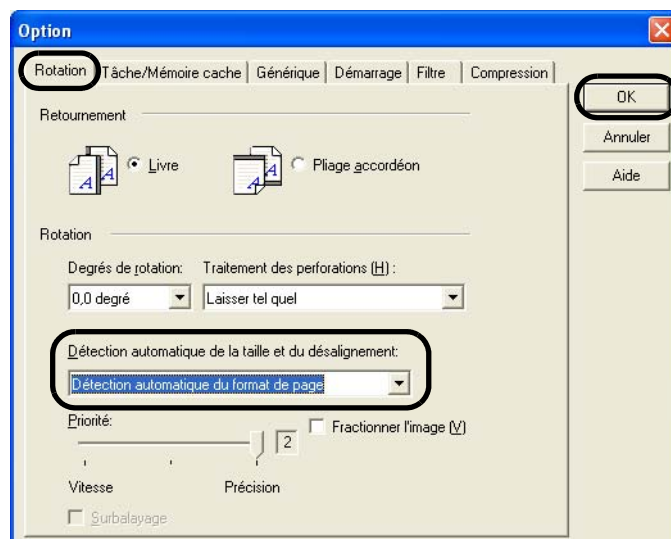 Option
Rotation Tâche/Mémoire cache Générique Démarrage Filtre Compression
OK
Annuler
Aide
Retournement
A A Livre A A Pliage accordéon
Rotation
Degrés de rotation: Traitement des perforations (H) :
0,0 degré Laisser tel quel
Détection automatique de la taille et du désalignement:
Détection automatique du format de page
Priorité:
2 Fractionner l'image (V)
Vitesse Précision
Surbalayage